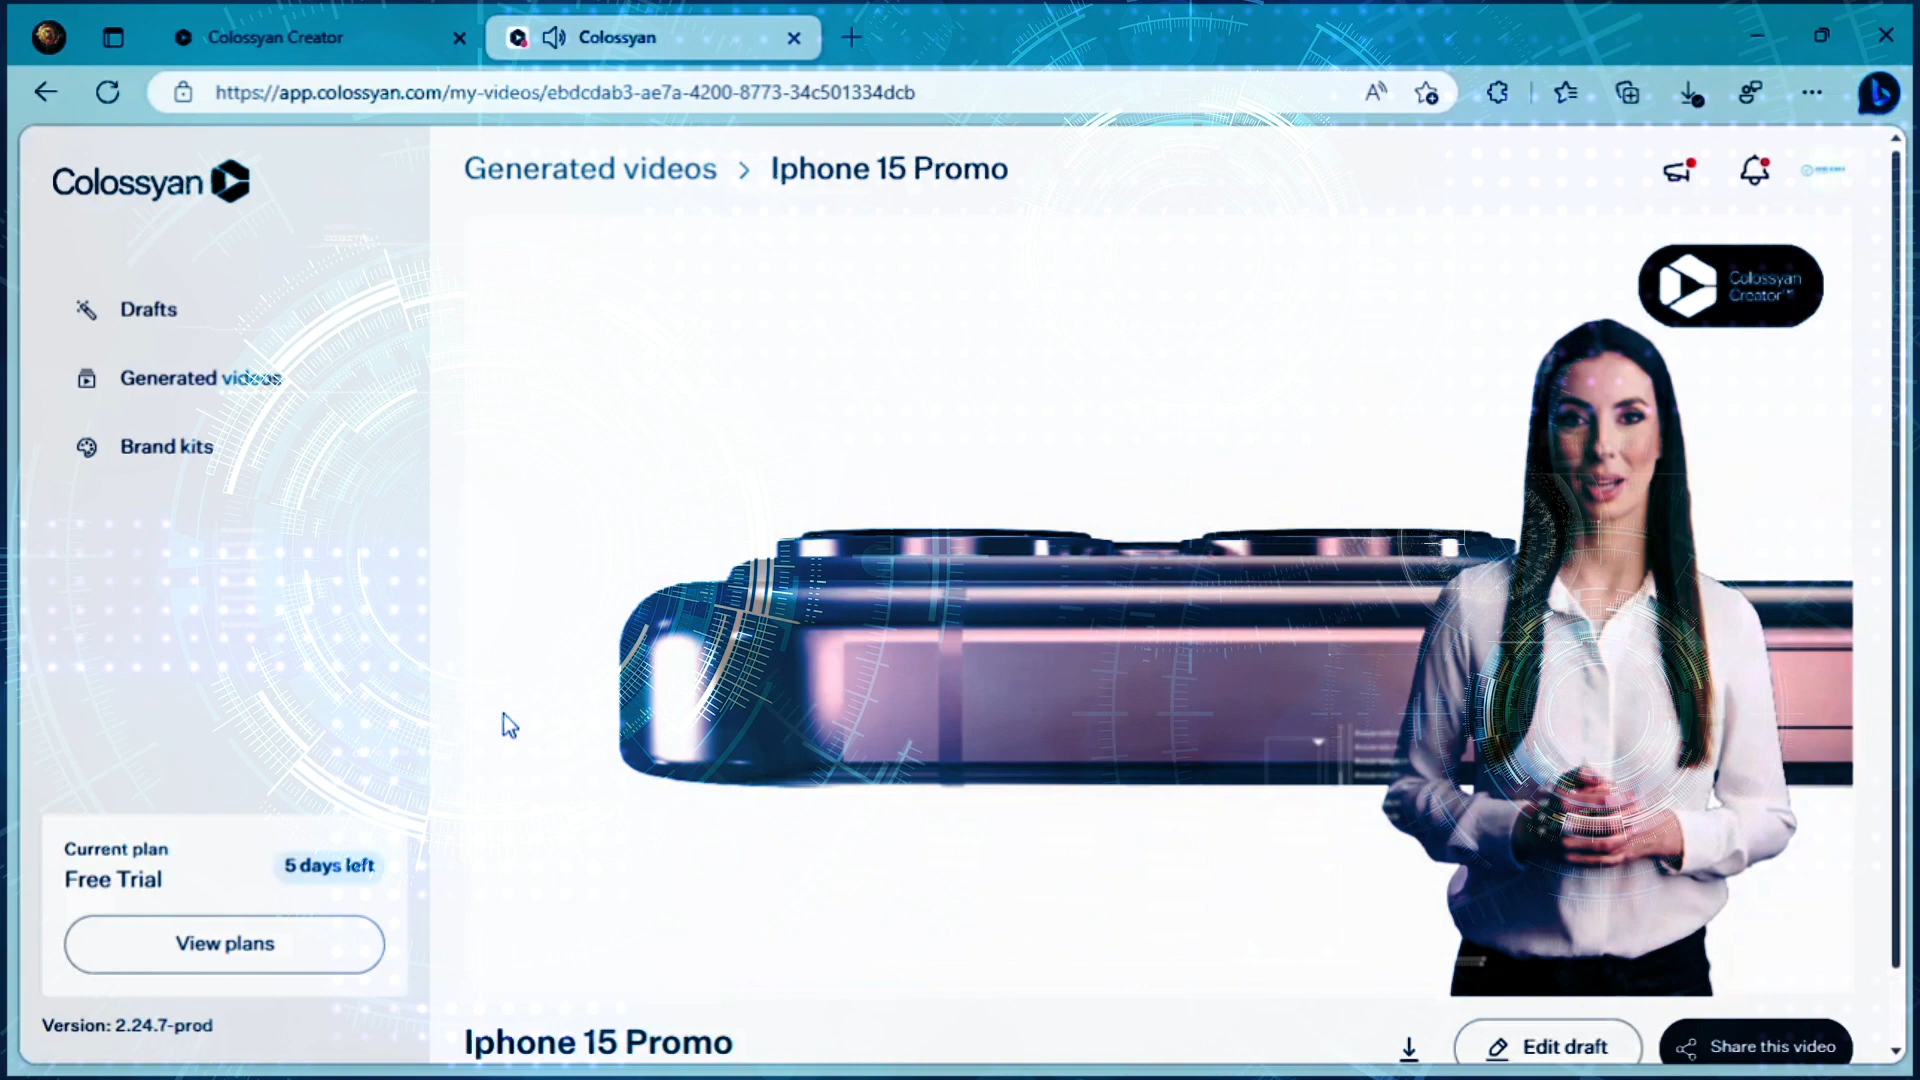 Colossyan Creator
Colossyan
https://app.colossyan.com/my-videos/ebdcdab3-ae7a-4200-8773-34c501334dcb
Colossyan
Generated videos > Iphone 15 Promo
Colossyan
Creator
Drafts
Generated videos
Brand kits
Current plan
Free Trial
5 days left
View plans
Version: 2.24.7-prod
Iphone 15 Promo
Edit draft
Share this video